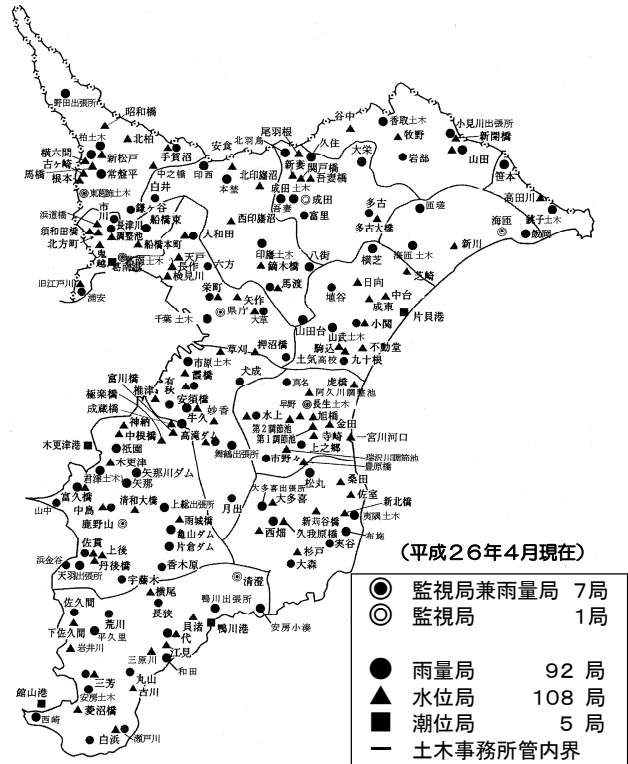 野田出張所
昭和橋
柏土木
北柏
横六間
古ヶ崎
新松戸
手賀沼
安食
北羽鳥
尾羽根
久住
谷中
香取土木
牧野
小見川出張所
新開橋
馬橋
根本
常盤平
中之橋
印西
本埜
北印旛沼
新妻
関戸橋
吾妻橋
大栄
岩部
山田
笹本
東葛飾土木
白井
成田土木
吾妻
成田
富里
高田川
銚子土木
飯岡
市川
鎌ヶ谷
浜道橋
長津川調整池
船橋東
西印旛沼
多古
多古大橋
匝瑳
海匝
須和田橋
北方町
船橋本町
人和田
印旛土木
八街
横芝
海匝土木
新川
鬼越
葛南土木
天戸
長作
検見川
六方
鏑木橋
芝崎
旧江戸川
浦安
栄町
矢作
馬渡
埴谷
日向
中台
成東
片貝港
千葉土木
県庁
大草
山田台
山武土木
小関
草刈
押沼橋
土気高校
駒込
不動堂
九十根
市原土木
霞橋
犬成
真名
虎橋
阿久川調整池
富川橋
極楽橋
成蔵橋
推津
有秋
安須橋
妙香
早野
長生土木
牛久
水上
旭橋
神納
中根橋
高滝ダム
第2調節池
第1調節池
金田
寺崎
宮川河口
木更津港
祇園
舞鶴出張所
上之郷
市野々
瑞沢川調節池
豊原橋
木更津
君津土木
矢那川ダム
矢那
松丸
桑田
富久橋
山中
中島
清和大橋
上総出張所
月出
大多喜出張所
大多喜
佐室
新北橋
鹿野山
雨城橋
亀山ダム
片倉ダム
西畑
久我原橋
新苅谷橋
夷隅土木
布施
実谷
佐貫
上後
丹後橋
浜金谷
天羽出張所
香木原
杉戸
大森
宇藤木
清澄
佐久間
横尾
長狭
鴨川出張所
下佐久間
荒川
平久里
貝渚
鴨川港
安房小湊
岩井川
代
三原川
江見
和田
三芳
丸山
古川
館山港
安房土木
西崎
菱沼橋
白浜
瀬戸川
（平成26年4月現在）
監視局兼雨量局 7局
監視局 1局
雨量局 92局
水位局 108局
潮位局 5局
土木事務所管内界